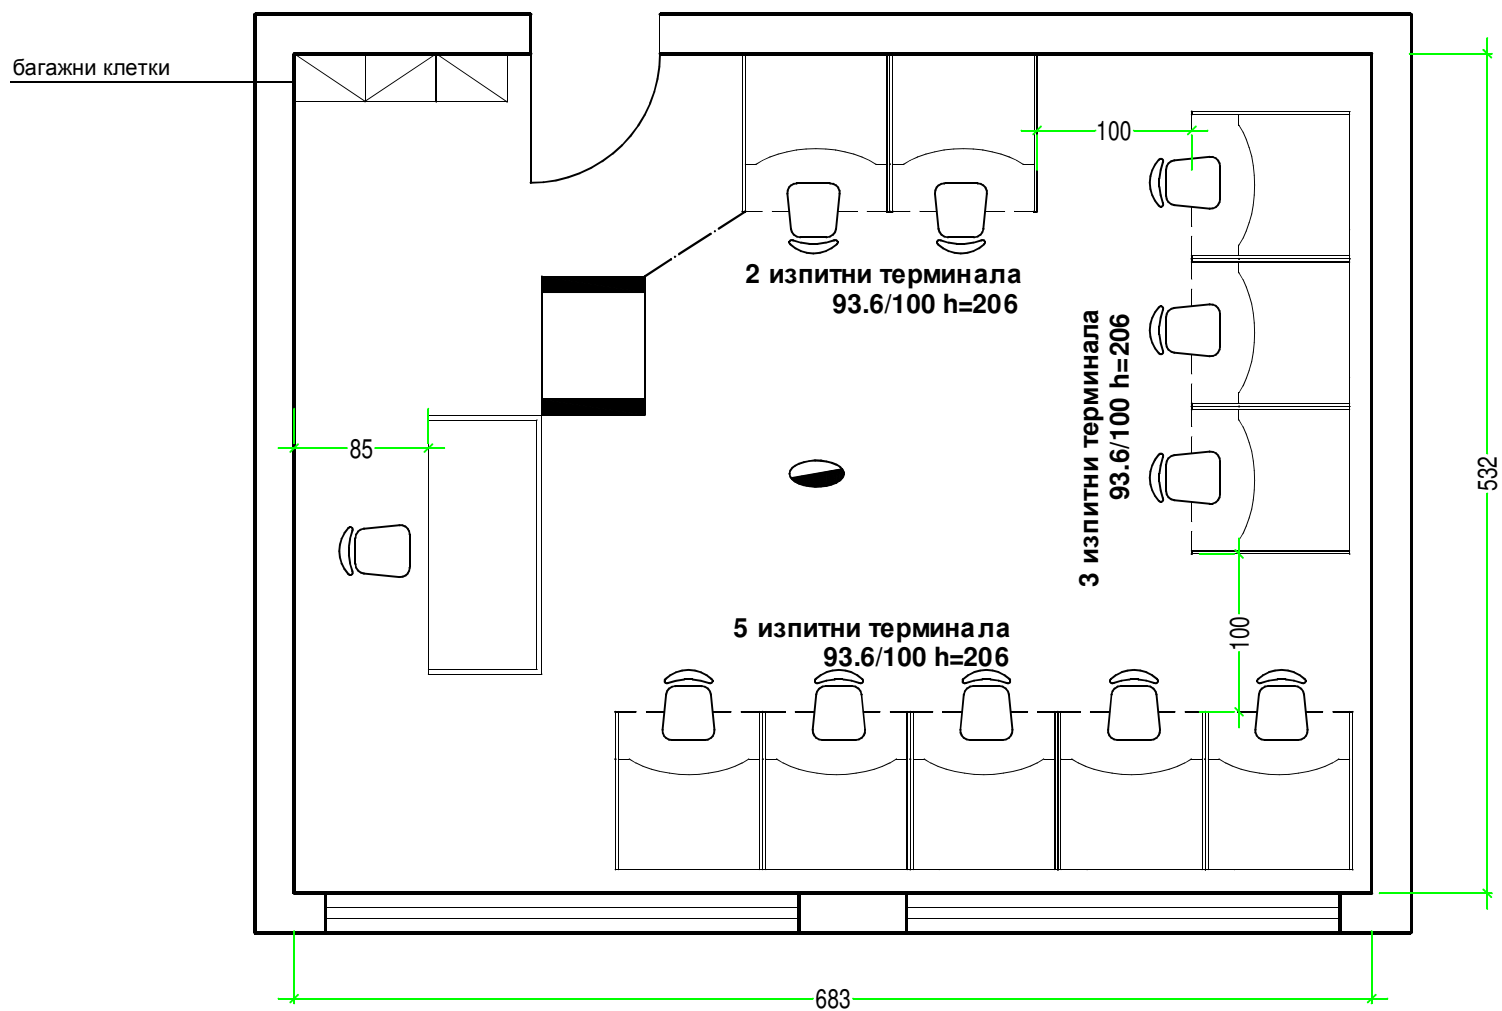 багажни клетки
100
2 изпитни терминала
93.6/100 h=206
3 изпитни терминала
93.6/100 h=206
85
532
5 изпитни терминала
93.6/100 h=206
100
683